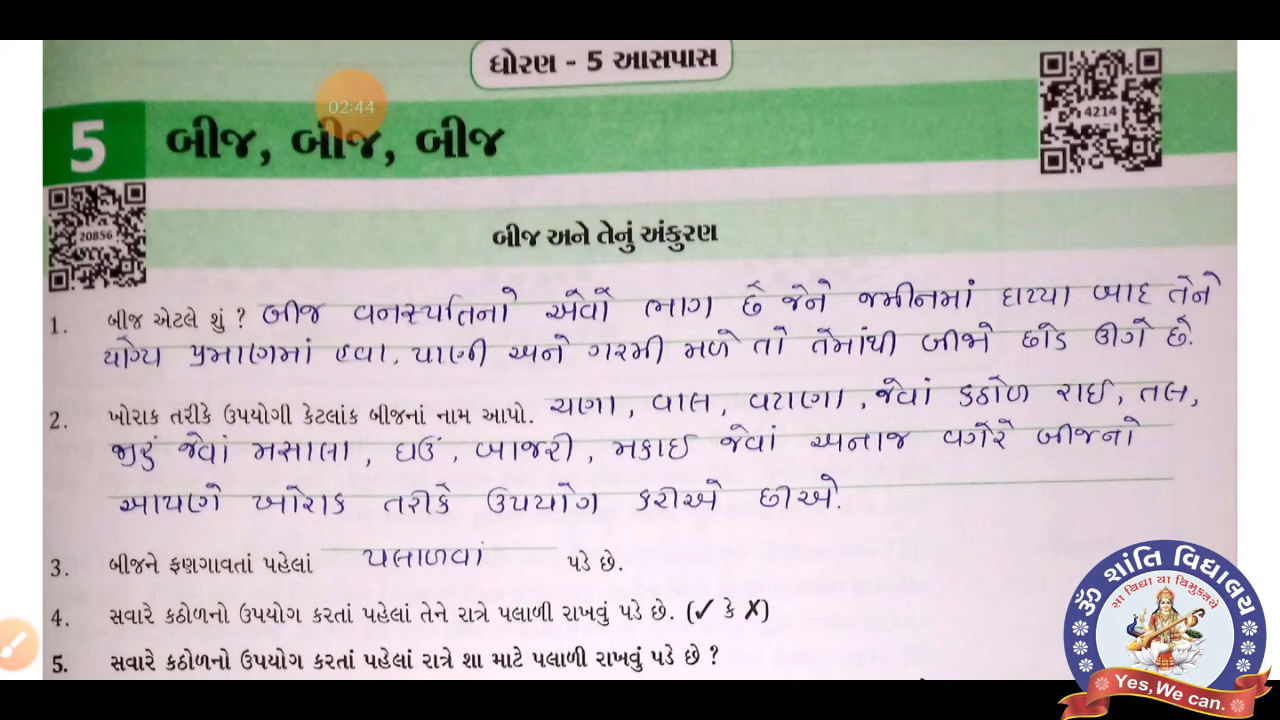 ધોરણ - 5 આસપાસ
02:44
4214
5 બીજ, બીજ, બીજ
20856
બીજ અને તેનું અંકુરણ
1. બીજ એટલે શું ? બીજ વનસ્પતિનો એવો ભાગ છે જેને જમીનમાં દાટ્યા બાદ તેને
યોગ્ય પ્રમાણમાં હવા, પાણી અને ગરમી મળે તો તેમાંથી બીજો છોડ ઊગે છે.
2. ખોરાક તરીકે ઉપયોગી કેટલાંક બીજનાં નામ આપો. ચણા, વાલ, વટાણા, જેવાં કઠોળ રાઈ, તલ,
જીરું જેવાં મસાલા, ઘઉં, બાજરી, મકાઈ જેવાં અનાજ વગેરે બીજનો
આપણે ખોરાક તરીકે ઉપયોગ કરીએ છીએ.
3. બીજને ફણગાવતાં પહેલાં પલાળવાં પડે છે.
4. સવારે કઠોળનો ઉપયોગ કરતાં પહેલાં તેને રાત્રે પલાળી રાખવું પડે છે. (✓ કે ✗)
5. સવારે કઠોળનો ઉપયોગ કરતાં પહેલાં રાત્રે શા માટે પલાળી રાખવું પડે છે ?
ૐ શાંતિ વિદ્યાલય
સા વિદ્યા યા વિમુક્તયે
Yes, We can.